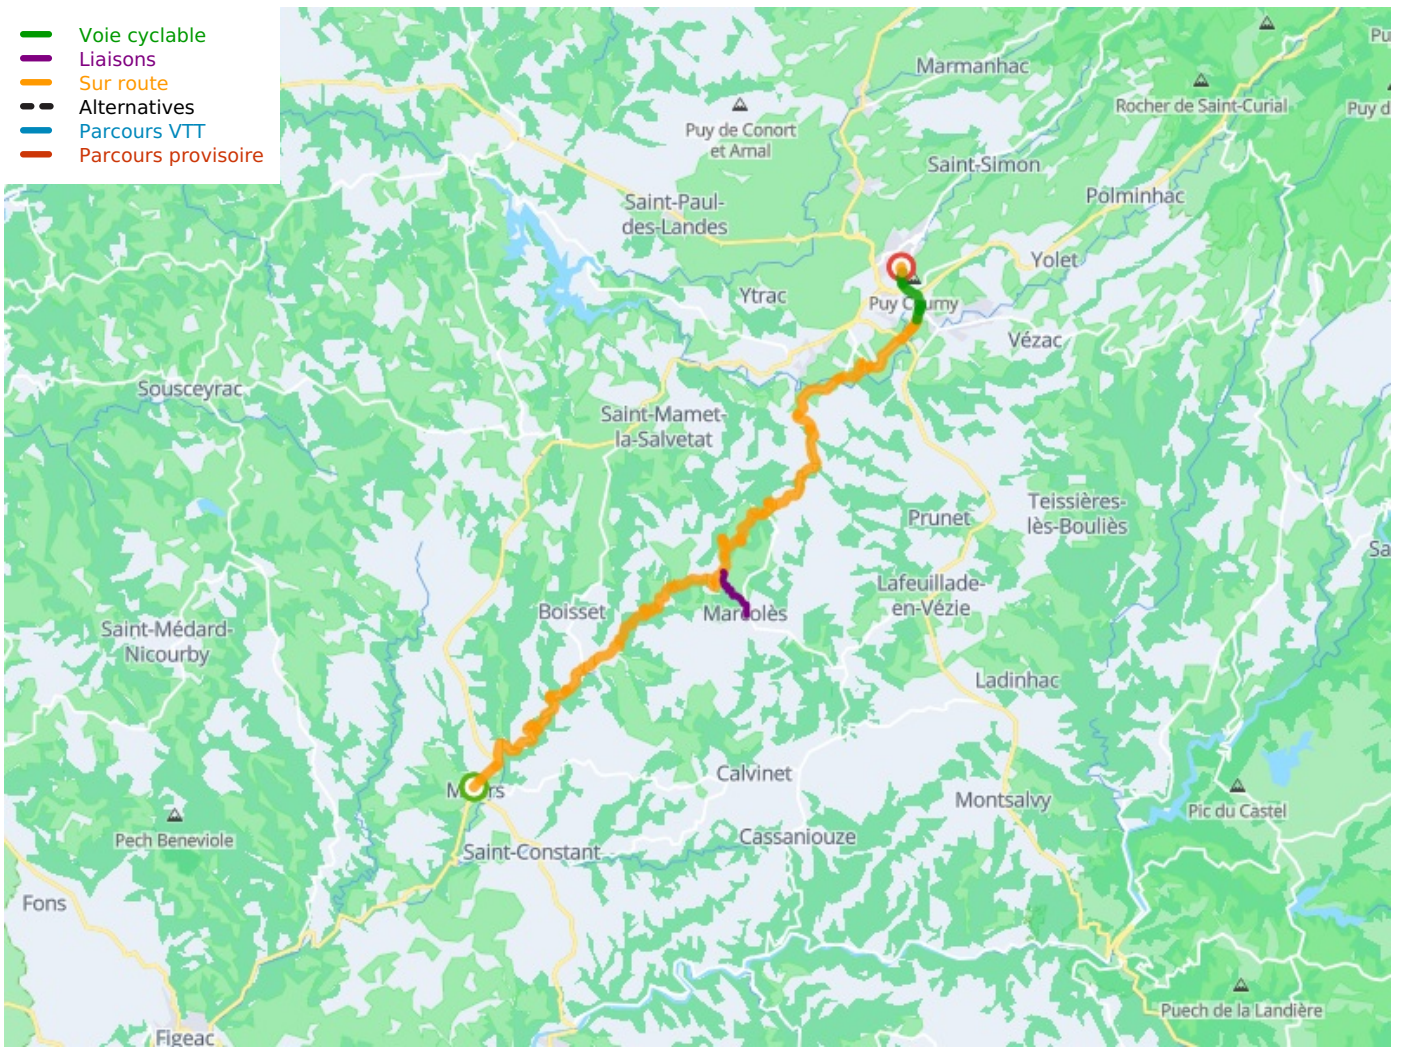 Voie cyclable
Liaisons
Sur route
Alternatives
Parcours VTT
Parcours provisoire
Marmanhac
Rocher de Saint-Curial
Puy de Conort
et Arnal
Saint-Simon
Polminhac
Saint-Paul-
des-Landes
Yolet
Ytrac
Vézac
Sousceyrac
Saint-Mamet-
la-Salvetat
Teissières-
lès-Bouliès
Prunet
Lafeuillade-
en-Vézie
Boisset
Saint-Médard-
Nicourby
Ladinhac
Calvinet
Montsalvy
Pic du Castel
Cassaniouze
Pech Beneviole
Saint-Constant
Fons
Puech de la Landière
Figeac